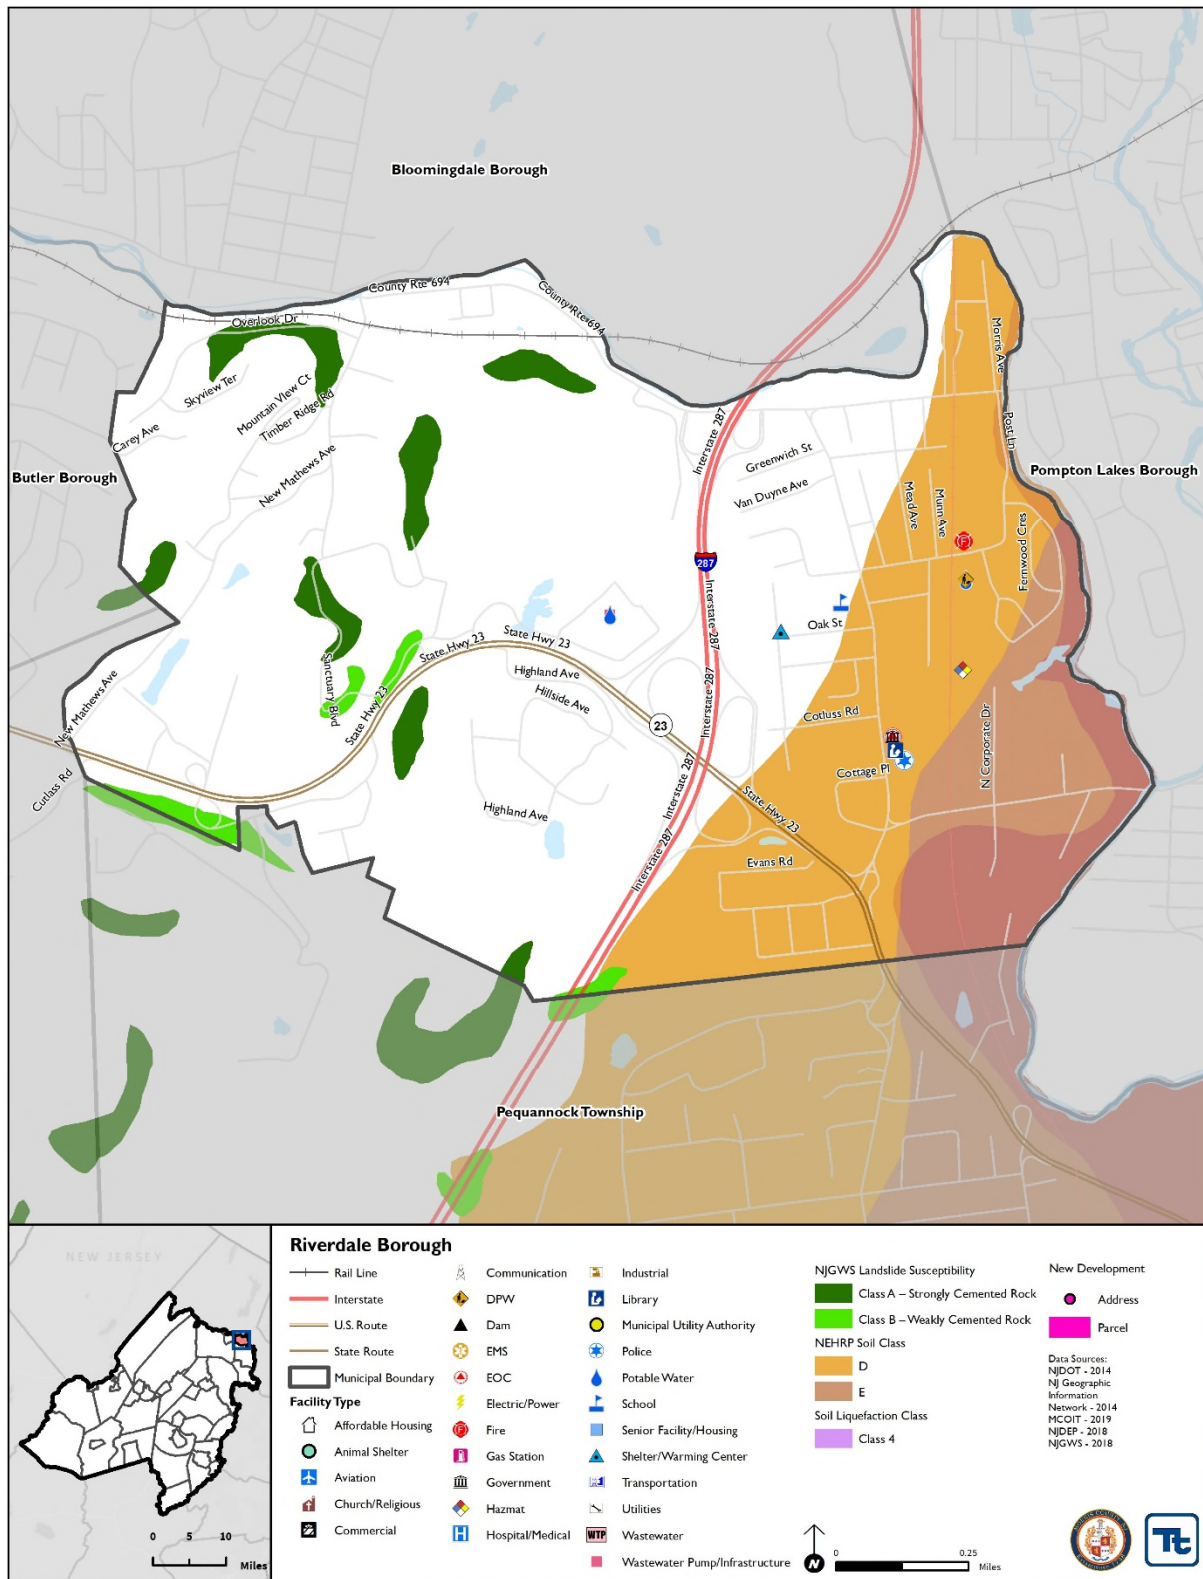 Bloomingdale Borough
County Rte 694
County Rte 694
Overlook Dr
Morris Ave
Skyview Ter
Mountain View Ct
Timber Ridge Rd
Carey Ave
Post Ln
Interstate 287
Greenwich St
Butler Borough
New Mathews Ave
Van Duyne Ave
Mead Ave
Munn Ave
Pompton Lakes Borough
Fernwood Cres
287
Interstate 287
Oak St
State Hwy 23
State Hwy 23
Sanctuary Blvd
State Hwy 23
Highland Ave
Hillside Ave
Interstate 287
New Mathews Ave
23
Cotluss Rd
N Corporate Dr
Cutlass Rd
Interstate 287
Cottage Pl
State Hwy 23
Highland Ave
Interstate 287
Evans Rd
Pequannock Township
NEW JERSEY
0 5 10
Miles
Riverdale Borough
Rail Line
Interstate
U.S. Route
State Route
Municipal Boundary
Facility Type
Affordable Housing
Animal Shelter
Aviation
Church/Religious
Commercial
Communication
DPW
Dam
EMS
EOC
Electric/Power
Fire
Gas Station
Government
Hazmat
Hospital/Medical
Industrial
Library
Municipal Utility Authority
Police
Potable Water
School
Senior Facility/Housing
Shelter/Warming Center
Transportation
Utilities
WTP Wastewater
Wastewater Pump/Infrastructure
NJGWS Landslide Susceptibility
Class A – Strongly Cemented Rock
Class B – Weakly Cemented Rock
NEHRP Soil Class
D
E
Soil Liquefaction Class
Class 4
New Development
Address
Parcel
Data Sources:
NJDOT - 2014
NJ Geographic
Information
Network - 2014
MCOIT - 2019
NJDEP - 2018
NJGWS - 2018
N
0 0.25
Miles
Tt